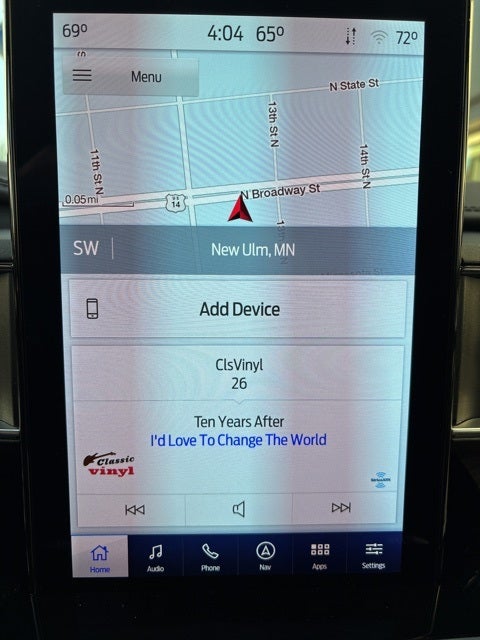 69°
4:04 65°
72°
Menu
N State St
13th St N
11th St N
14th St N
0.05mi
US
14
N Broadway St
SW
New Ulm, MN
Add Device
ClsVinyl
26
Ten Years After
I'd Love To Change The World
Classic
vinyl
SiriusXM
Home
Audio
Phone
Nav
Apps
Settings